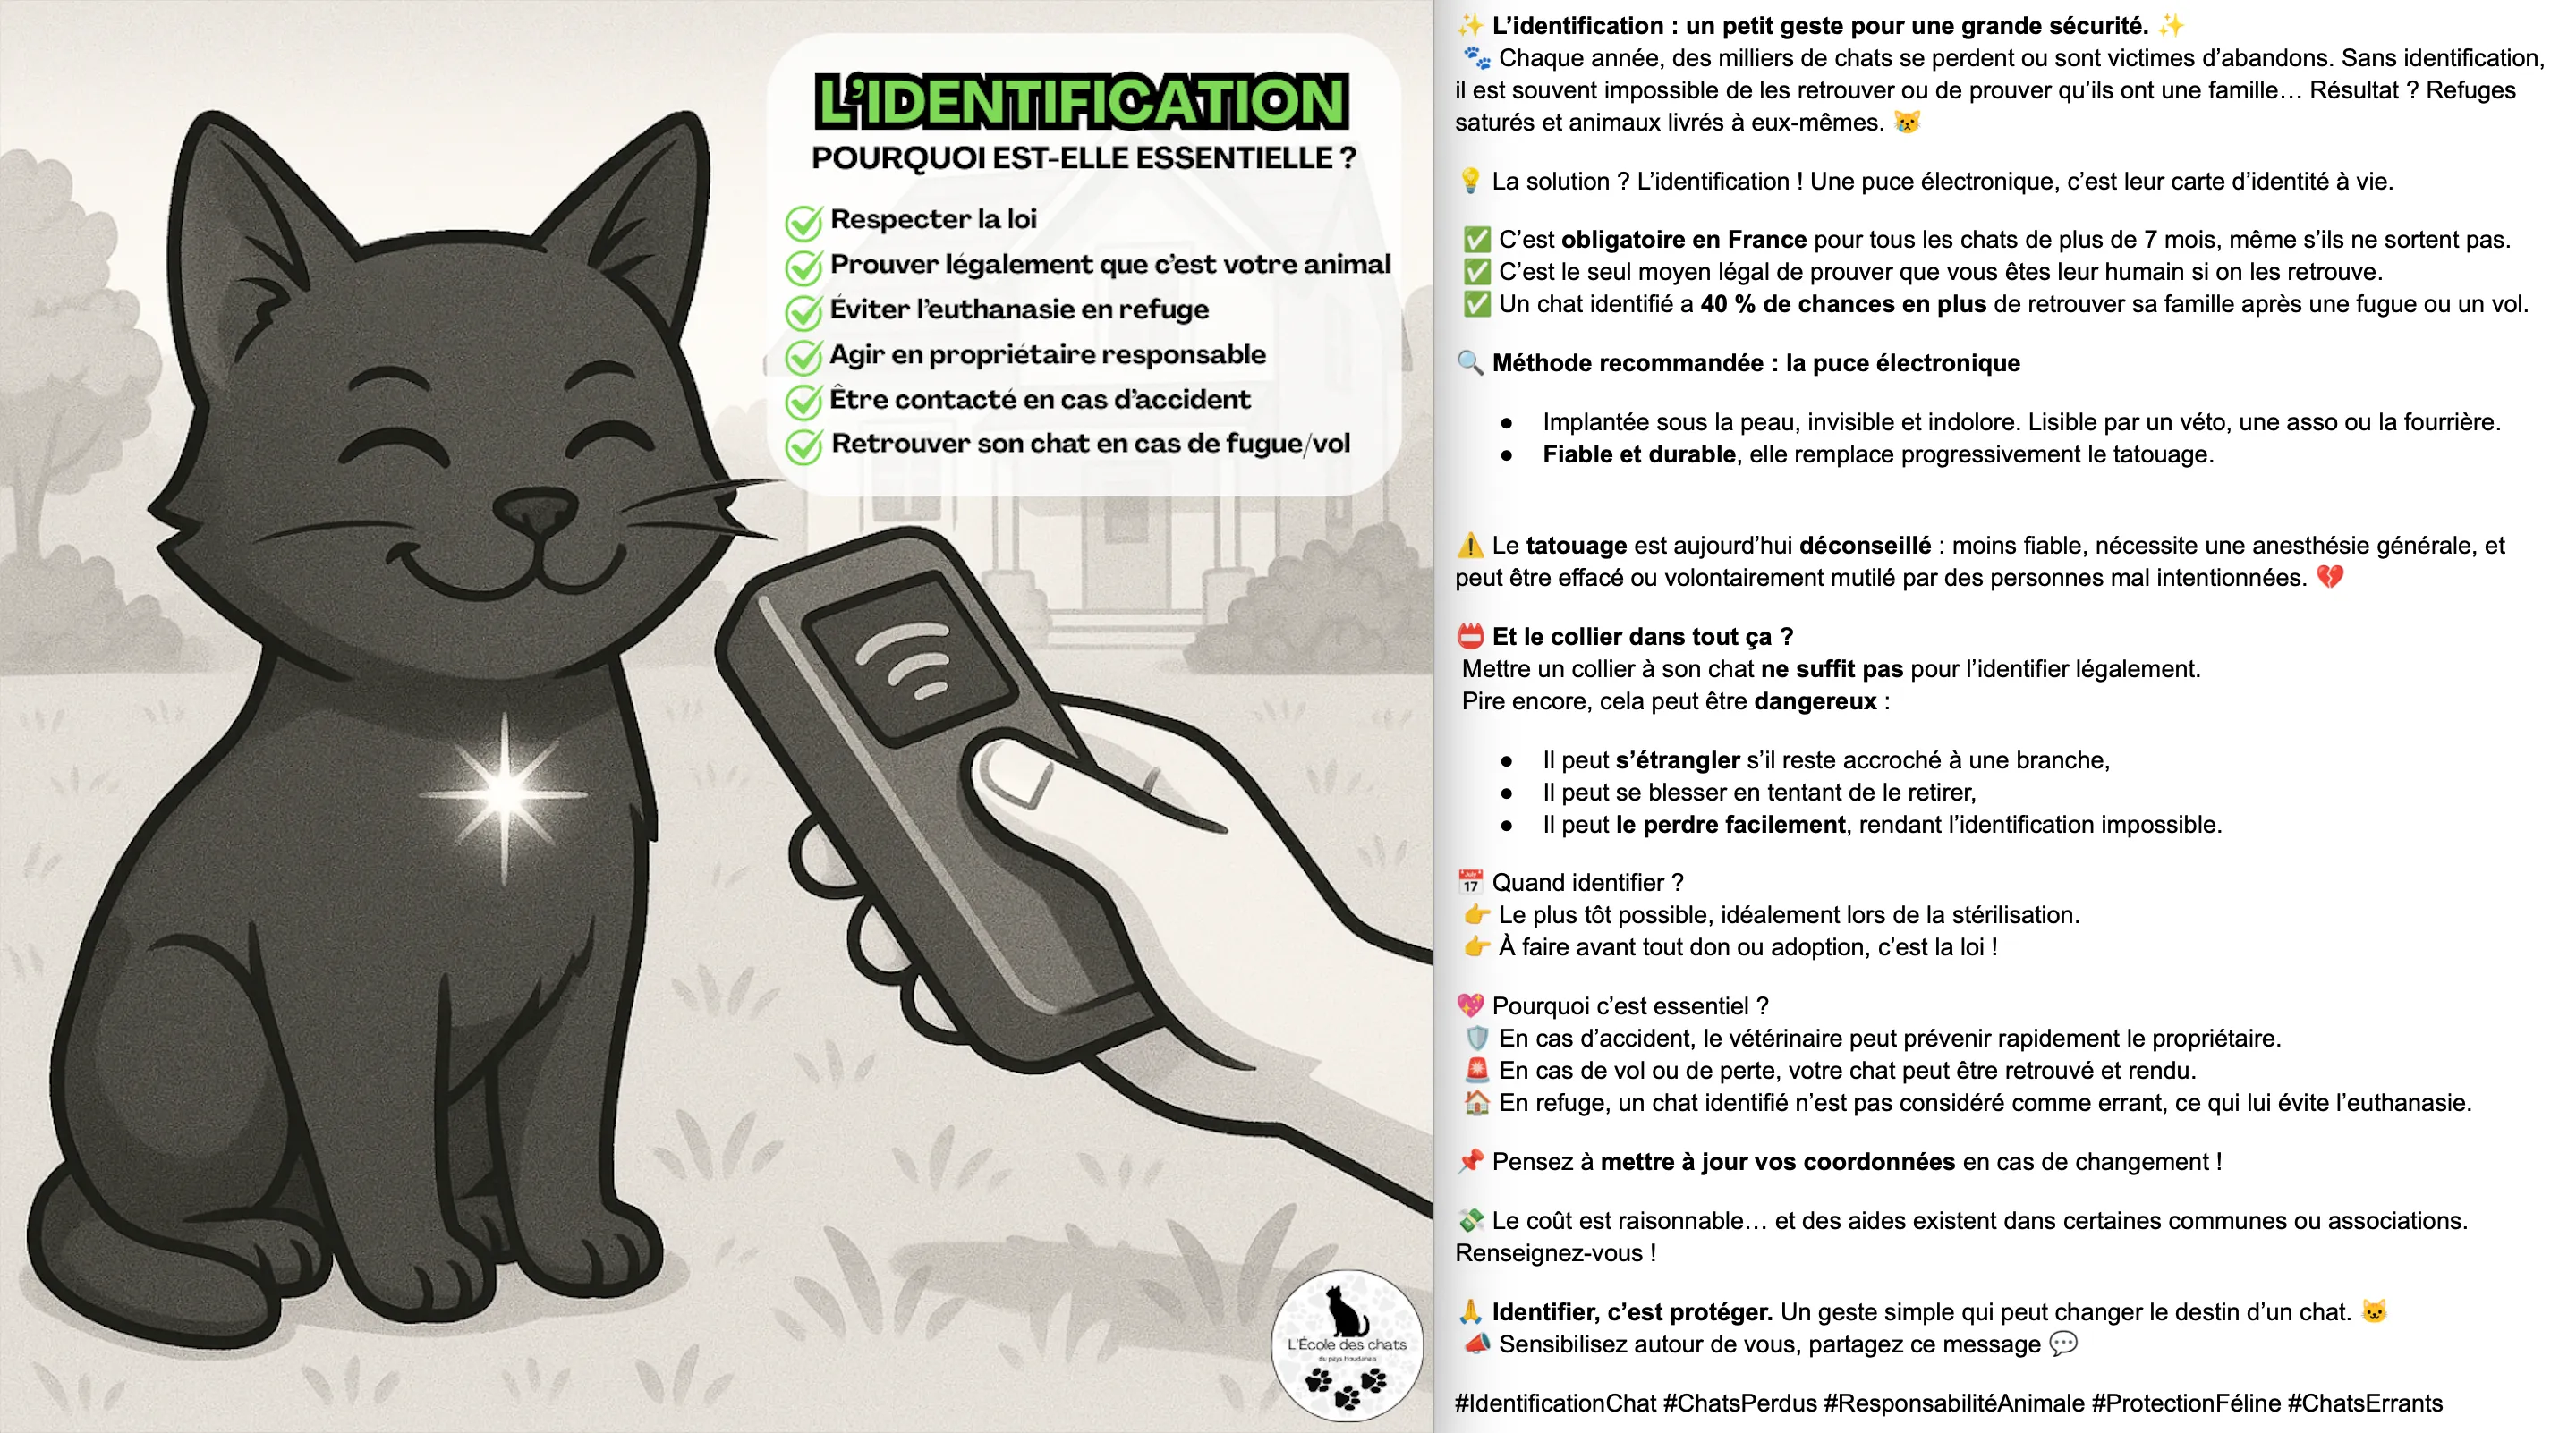 L’IDENTIFICATION
POURQUOI EST-ELLE ESSENTIELLE ?
Respecter la loi
Prouver légalement que c’est votre animal
Éviter l’euthanasie en refuge
Agir en propriétaire responsable
Être contacté en cas d’accident
Retrouver son chat en cas de fugue/vol
L’École des chats
du pays Houdanais
✨ L’identification : un petit geste pour une grande sécurité. ✨
🐾 Chaque année, des milliers de chats se perdent ou sont victimes d’abandons. Sans identification,
il est souvent impossible de les retrouver ou de prouver qu’ils ont une famille… Résultat ? Refuges
saturés et animaux livrés à eux-mêmes. 😿
💡 La solution ? L’identification ! Une puce électronique, c’est leur carte d’identité à vie.
✅ C’est obligatoire en France pour tous les chats de plus de 7 mois, même s’ils ne sortent pas.
✅ C’est le seul moyen légal de prouver que vous êtes leur humain si on les retrouve.
✅ Un chat identifié a 40 % de chances en plus de retrouver sa famille après une fugue ou un vol.
🔍 Méthode recommandée : la puce électronique
● Implantée sous la peau, invisible et indolore. Lisible par un véto, une asso ou la fourrière.
● Fiable et durable, elle remplace progressivement le tatouage.
⚠️ Le tatouage est aujourd’hui déconseillé : moins fiable, nécessite une anesthésie générale, et
peut être effacé ou volontairement mutilé par des personnes mal intentionnées. 💔
📛 Et le collier dans tout ça ?
Mettre un collier à son chat ne suffit pas pour l’identifier légalement.
Pire encore, cela peut être dangereux :
● Il peut s’étrangler s’il reste accroché à une branche,
● Il peut se blesser en tentant de le retirer,
● Il peut le perdre facilement, rendant l’identification impossible.
📅 Quand identifier ?
👉 Le plus tôt possible, idéalement lors de la stérilisation.
👉 À faire avant tout don ou adoption, c’est la loi !
💖 Pourquoi c’est essentiel ?
🛡️ En cas d’accident, le vétérinaire peut prévenir rapidement le propriétaire.
🚨 En cas de vol ou de perte, votre chat peut être retrouvé et rendu.
🏠 En refuge, un chat identifié n’est pas considéré comme errant, ce qui lui évite l’euthanasie.
📌 Pensez à mettre à jour vos coordonnées en cas de changement !
💸 Le coût est raisonnable… et des aides existent dans certaines communes ou associations.
Renseignez-vous !
🙏 Identifier, c’est protéger. Un geste simple qui peut changer le destin d’un chat. 🐱
📣 Sensibilisez autour de vous, partagez ce message 💬
#IdentificationChat #ChatsPerdus #ResponsabilitéAnimale #ProtectionFéline #ChatsErrants